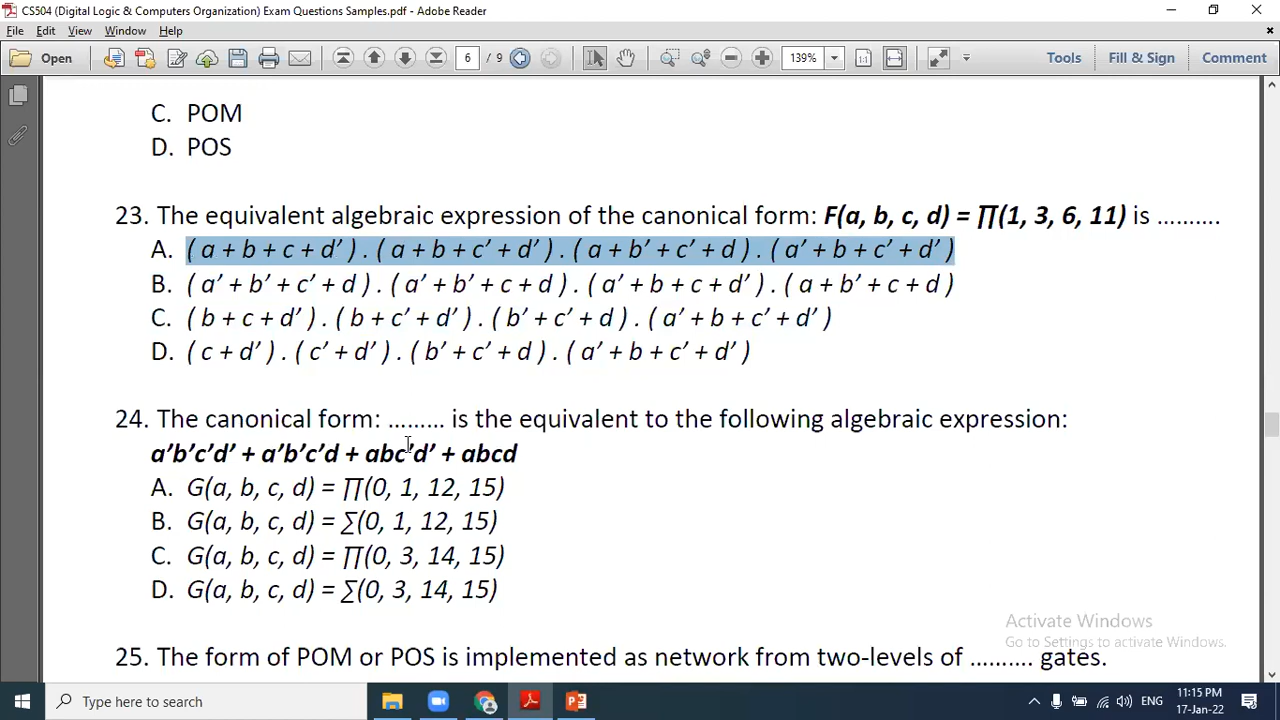 CS504 (Digital Logic & Computers Organization) Exam Questions Samples.pdf - Adobe Reader
File Edit View Window Help
Open 6 / 9 139% Tools Fill & Sign Comment
C. POM
D. POS
23. The equivalent algebraic expression of the canonical form: F(a, b, c, d) = ∏(1, 3, 6, 11) is ..........
A. ( a + b + c + d’ ) . ( a + b + c’ + d’ ) . ( a + b’ + c’ + d ) . ( a’ + b + c’ + d’ )
B. ( a’ + b’ + c’ + d ) . ( a’ + b’ + c + d ) . ( a’ + b + c + d’ ) . ( a + b’ + c + d )
C. ( b + c + d’ ) . ( b + c’ + d’ ) . ( b’ + c’ + d ) . ( a’ + b + c’ + d’ )
D. ( c + d’ ) . ( c’ + d’ ) . ( b’ + c’ + d ) . ( a’ + b + c’ + d’ )
24. The canonical form: ......... is the equivalent to the following algebraic expression:
a’b’c’d’ + a’b’c’d + abc’d’ + abcd
A. G(a, b, c, d) = ∏(0, 1, 12, 15)
B. G(a, b, c, d) = ∑(0, 1, 12, 15)
C. G(a, b, c, d) = ∏(0, 3, 14, 15)
D. G(a, b, c, d) = ∑(0, 3, 14, 15)
Activate Windows
Go to Settings to activate Windows.
25. The form of POM or POS is implemented as network from two-levels of .......... gates.
Type here to search
ENG
11:15 PM
17-Jan-22